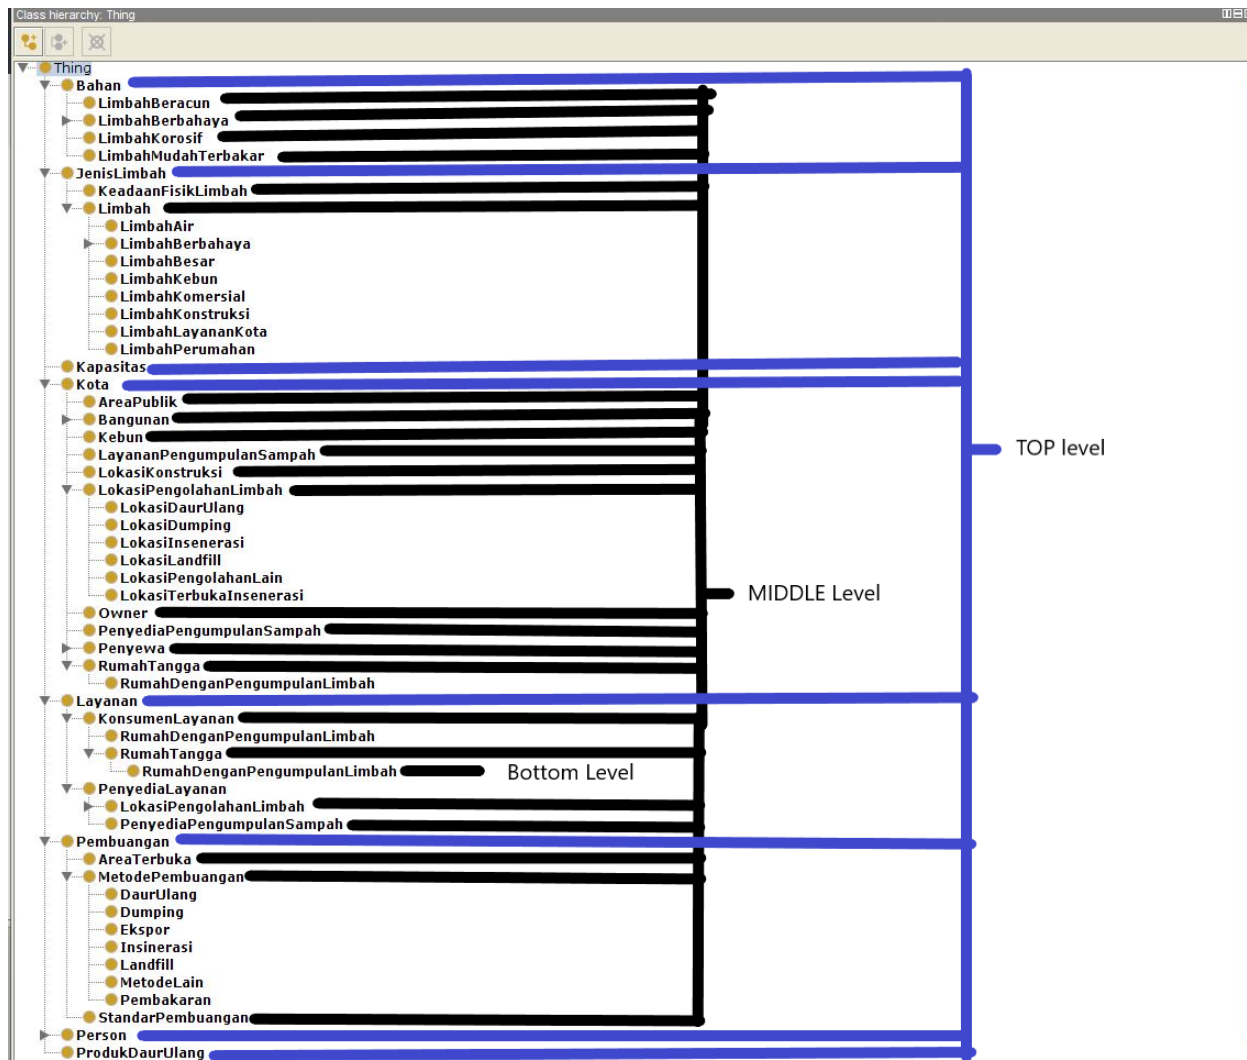 Class hierarchy: Thing
Thing
Bahan
LimbahBeracun
LimbahBerbahaya
LimbahKorosif
LimbahMudahTerbakar
JenisLimbah
KeadaanFisikLimbah
Limbah
LimbahAir
LimbahBerbahaya
LimbahBesar
LimbahKebun
LimbahKomersial
LimbahKonstruksi
LimbahLayananKota
LimbahPerumahan
Kapasitas
Kota
AreaPublik
Bangunan
Kebun
TOP level
LayananPengumpulanSampah
LokasiKonstruksi
LokasiPengolahanLimbah
LokasiDaurUlang
LokasiDumping
LokasiInsenerasi
LokasiLandfill
LokasiPengolahanLain
LokasiTerbukaInsenerasi
MIDDLE Level
Owner
PenyediaPengumpulanSampah
Penyewa
RumahTangga
RumahDenganPengumpulanLimbah
Layanan
KonsumenLayanan
RumahDenganPengumpulanLimbah
RumahTangga
RumahDenganPengumpulanLimbah
Bottom Level
PenyediaLayanan
LokasiPengolahanLimbah
PenyediaPengumpulanSampah
Pembuangan
AreaTerbuka
MetodePembuangan
DaurUlang
Dumping
Ekspor
Insinerasi
Landfill
MetodeLain
Pembakaran
StandarPembuangan
Person
ProdukDaurUlang